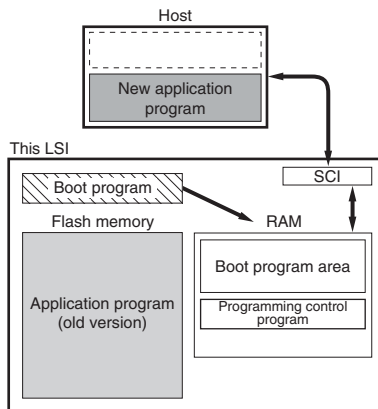 Host
New application
program
This LSI
SCI
Boot program
Flash memory
RAM
Application program
(old version)
Boot program area
Programming control
program